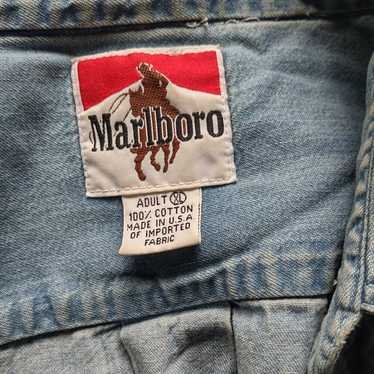 Marlboro
ADULT XL
100% COTTON
MADE IN U.S.A
OF IMPORTED
FABRIC